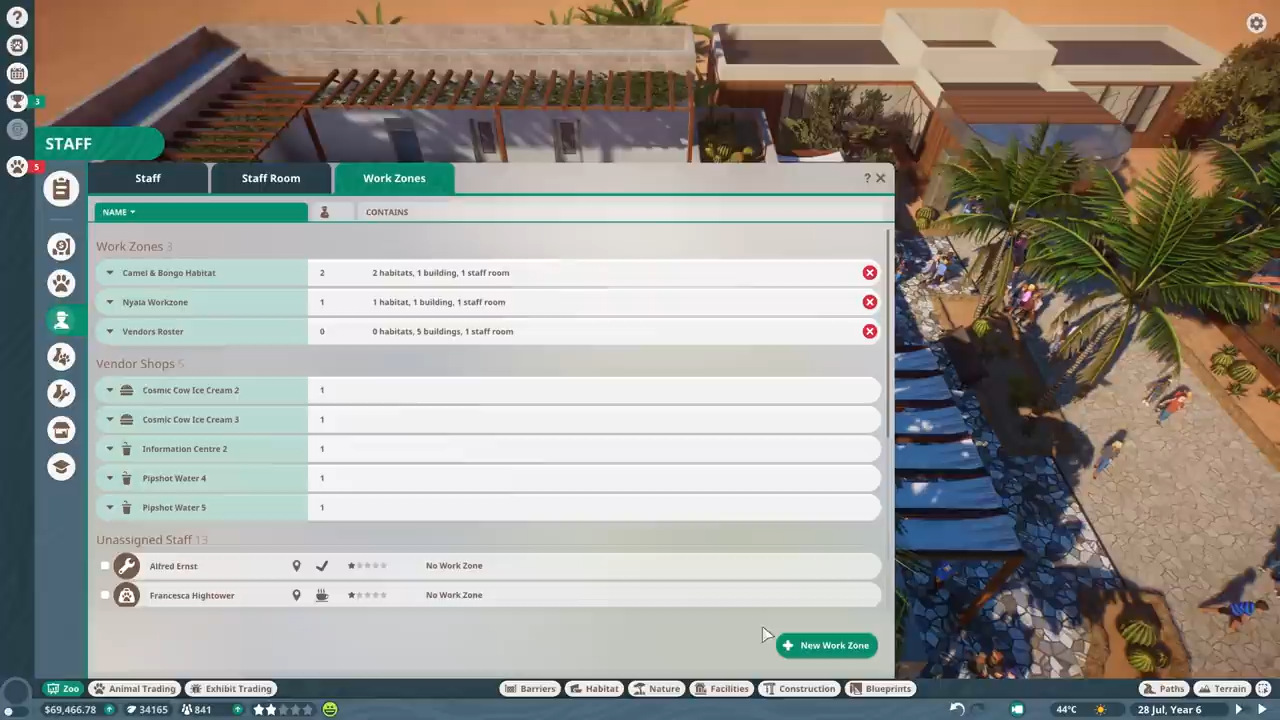 ?
3
STAFF
5
Staff
Staff Room
Work Zones
?
NAME
CONTAINS
Work Zones 3
Camel & Bongo Habitat 2 2 habitats, 1 building, 1 staff room
Nyala Workzone 1 1 habitat, 1 building, 1 staff room
Vendors Roster 0 0 habitats, 5 buildings, 1 staff room
Vendor Shops 5
Cosmic Cow Ice Cream 2 1
Cosmic Cow Ice Cream 3 1
Information Centre 2 1
Pipshot Water 4 1
Pipshot Water 5 1
Unassigned Staff 13
Alfred Ernst No Work Zone
Francesca Hightower No Work Zone
New Work Zone
Zoo Animal Trading Exhibit Trading Barriers Habitat Nature Facilities Construction Blueprints Paths Terrain
$69,466.78 34165 841 44°C 28 Jul, Year 6